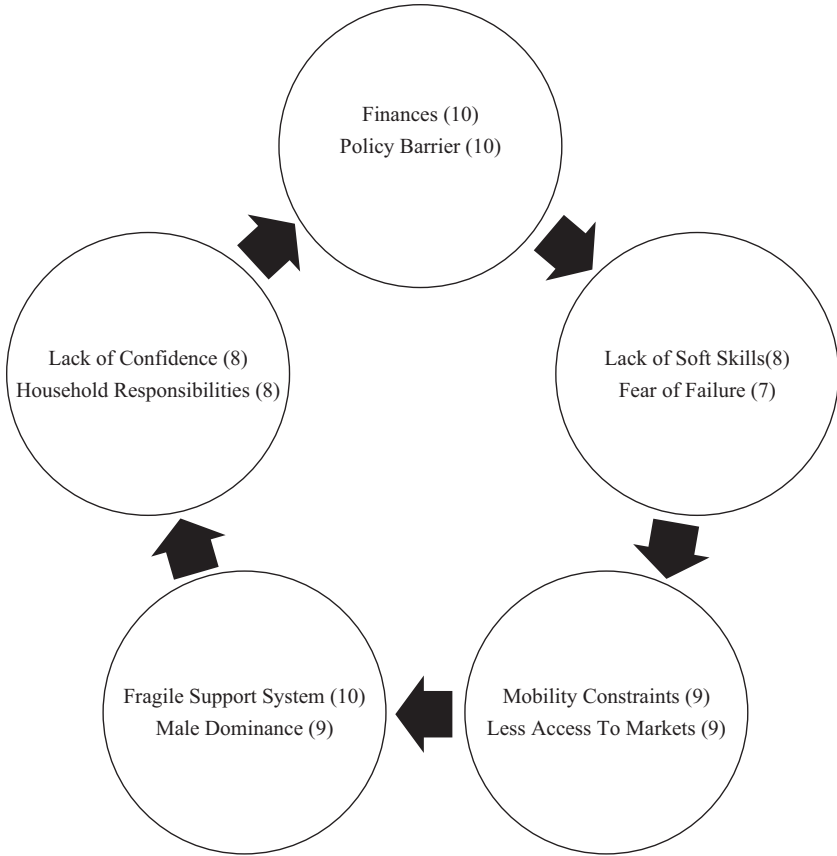 Finances (10)
Policy Barrier (10)
Lack of Soft Skills(8)
Fear of Failure (7)
Mobility Constraints (9)
Less Access To Markets (9)
Fragile Support System (10)
Male Dominance (9)
Lack of Confidence (8)
Household Responsibilities (8)